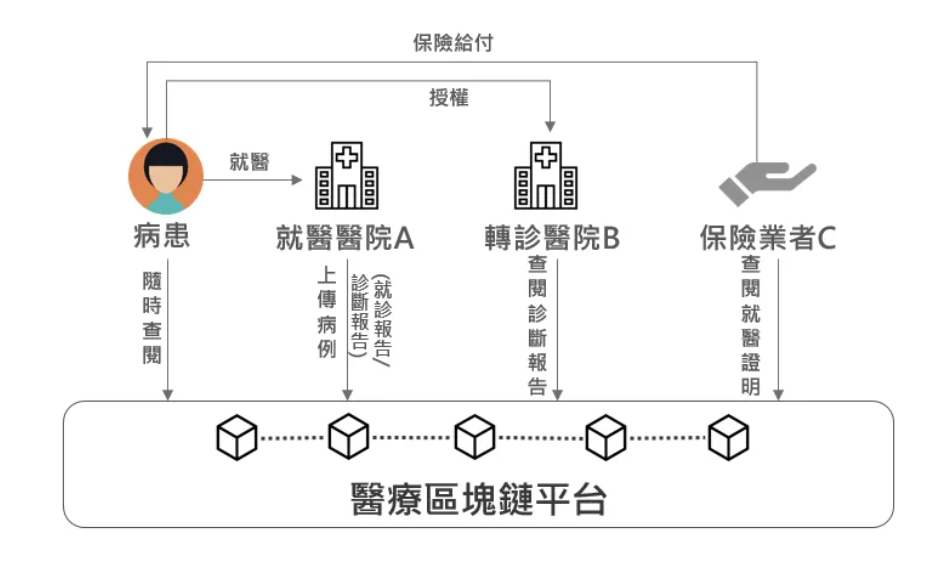 保險給付
授權
就醫
病患
就醫醫院A
轉診醫院B
保險業者C
隨時查閱
上傳病例
(就診報告/
診斷報告)
查閱診斷報告
查閱就醫證明
醫療區塊鏈平台